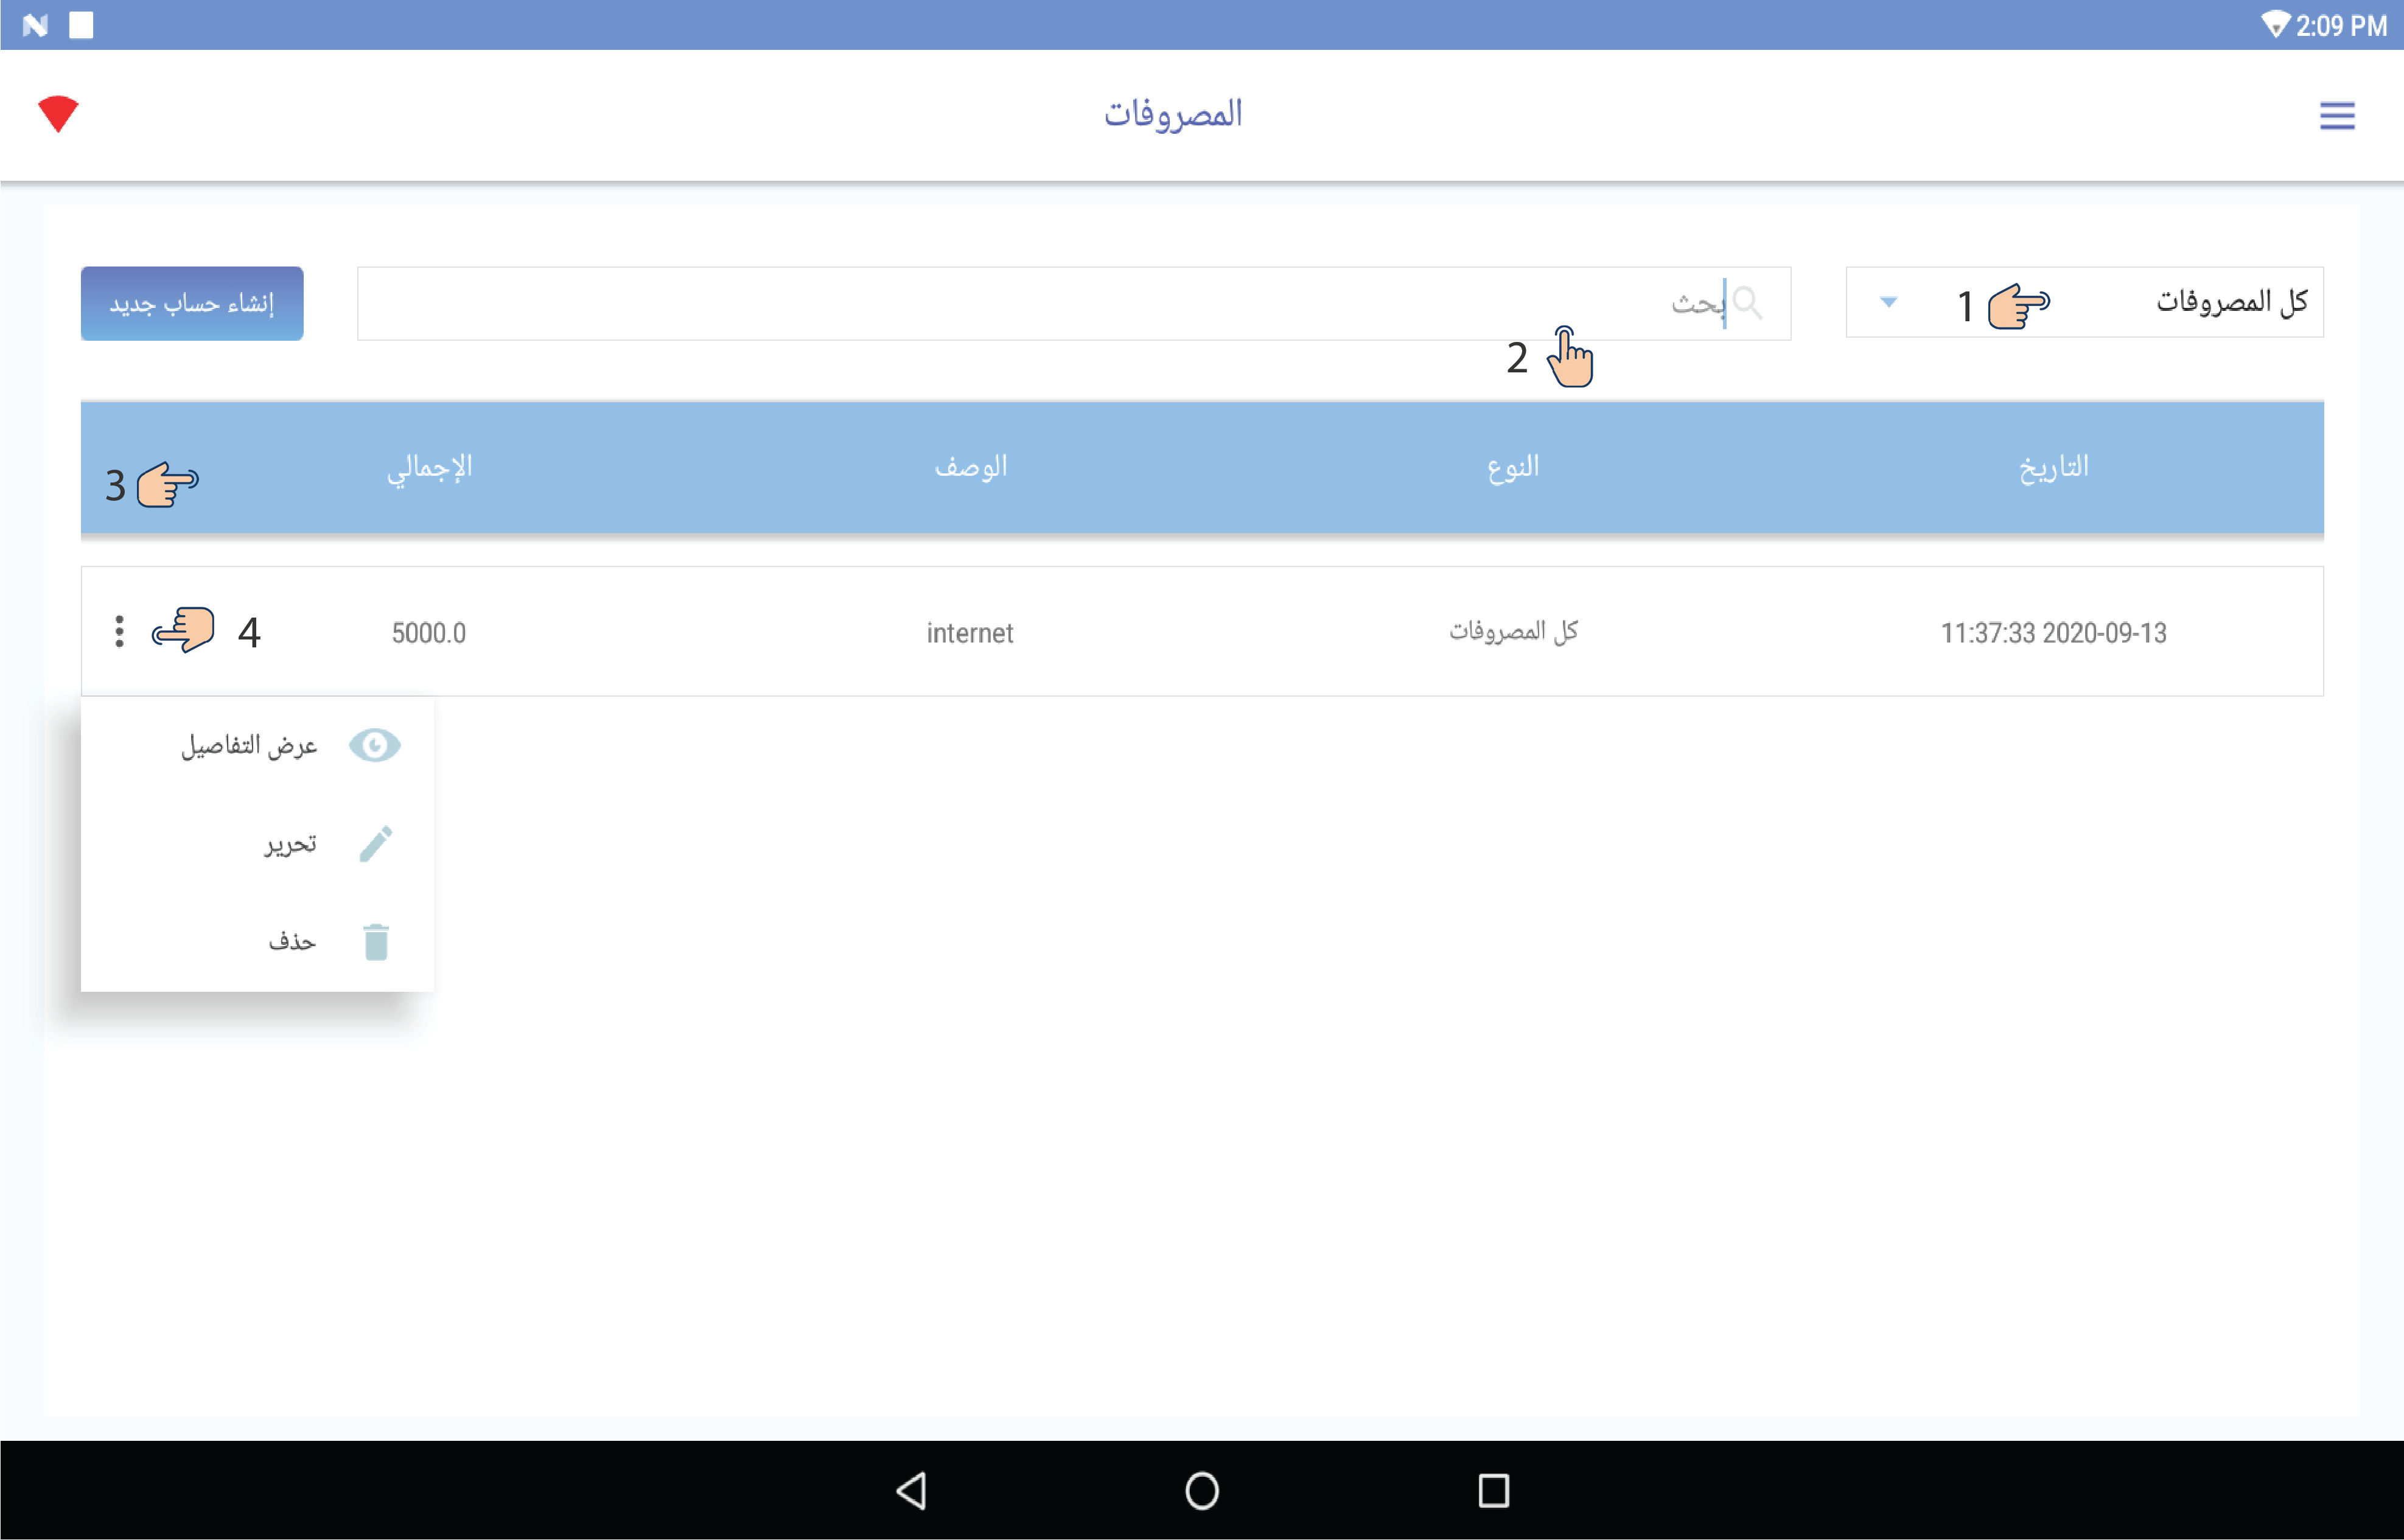 2:09 PM
المصروفات
كل المصروفات
1
بحث
2
إنشاء حساب جديد
التاريخ النوع الوصف الإجمالي
3
11:37:33 2020-09-13 كل المصروفات internet 5000.0
4
عرض التفاصيل
تحرير
حذف